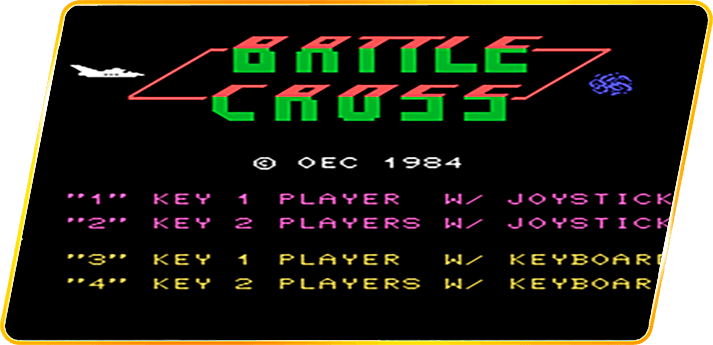 BATTLE
CROSS
© OEC 1984
"1" KEY 1 PLAYER W/ JOYSTICK
"2" KEY 2 PLAYERS W/ JOYSTICK
"3" KEY 1 PLAYER W/ KEYBOARD
"4" KEY 2 PLAYERS W/ KEYBOAR